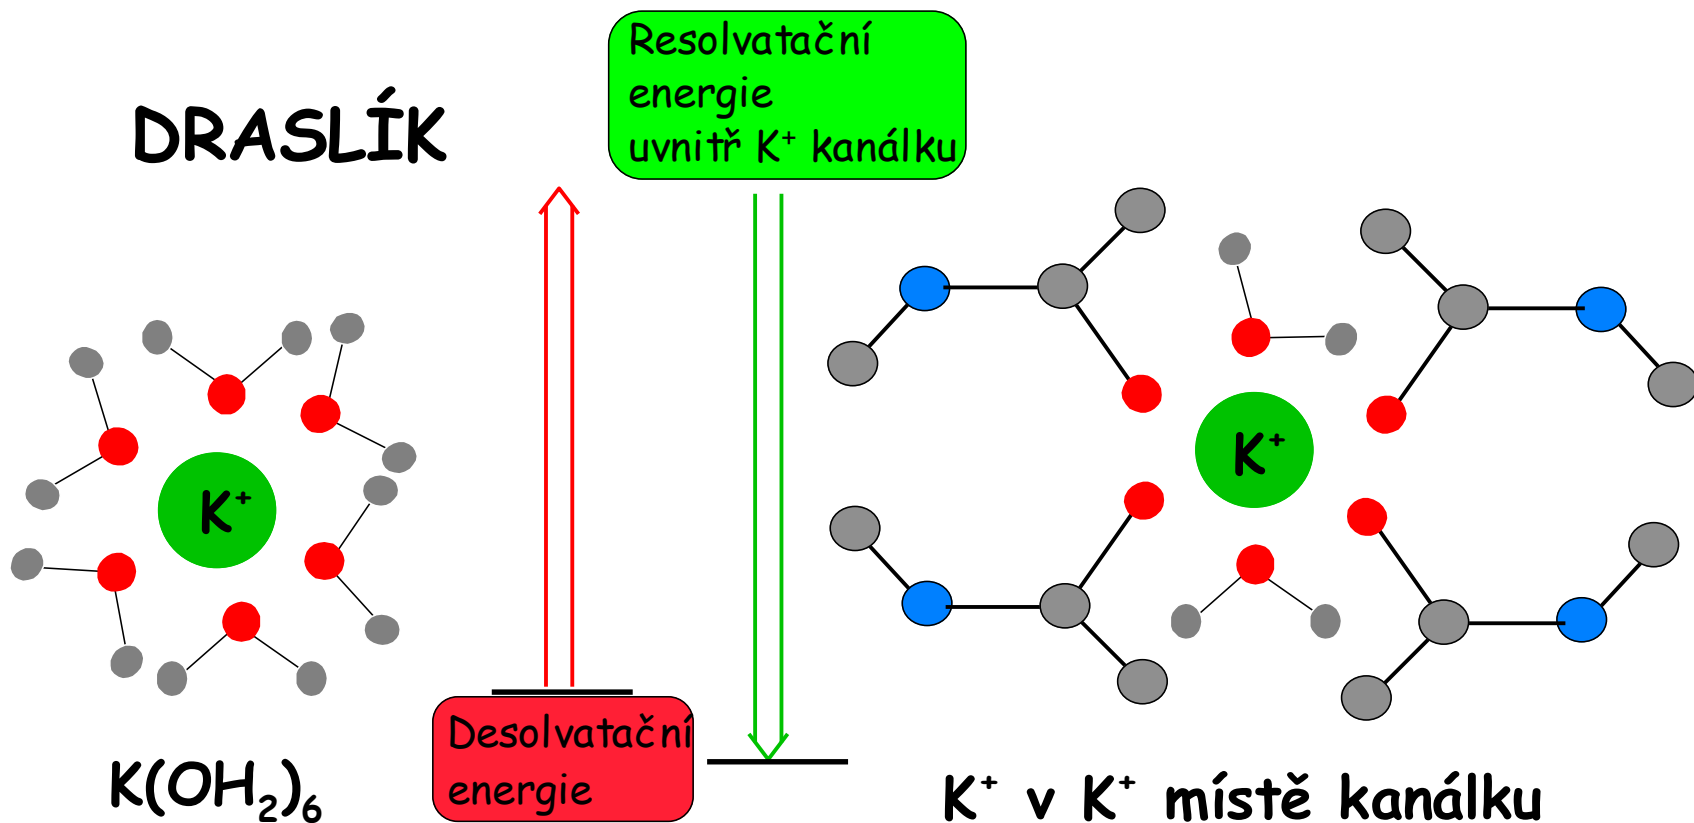 Resolvatační
energie
uvnitř K⁺ kanálku
DRASLÍK
K⁺
K⁺
Desolvatační
energie
K(OH₂)₆
K⁺ v K⁺ místě kanálku